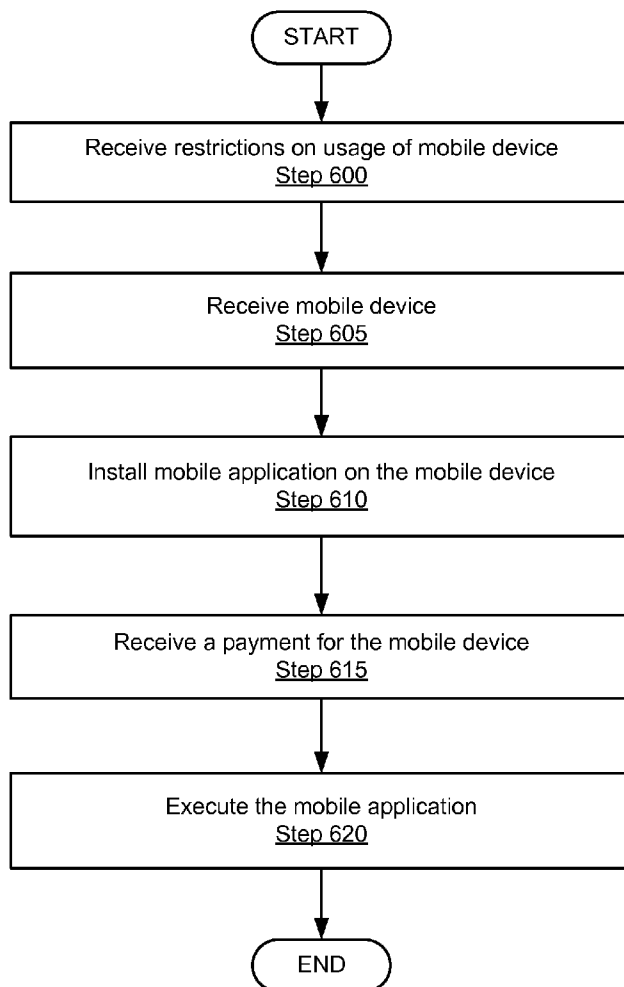 START
Receive restrictions on usage of mobile device
Step 600
Receive mobile device
Step 605
Install mobile application on the mobile device
Step 610
Receive a payment for the mobile device
Step 615
Execute the mobile application
Step 620
END